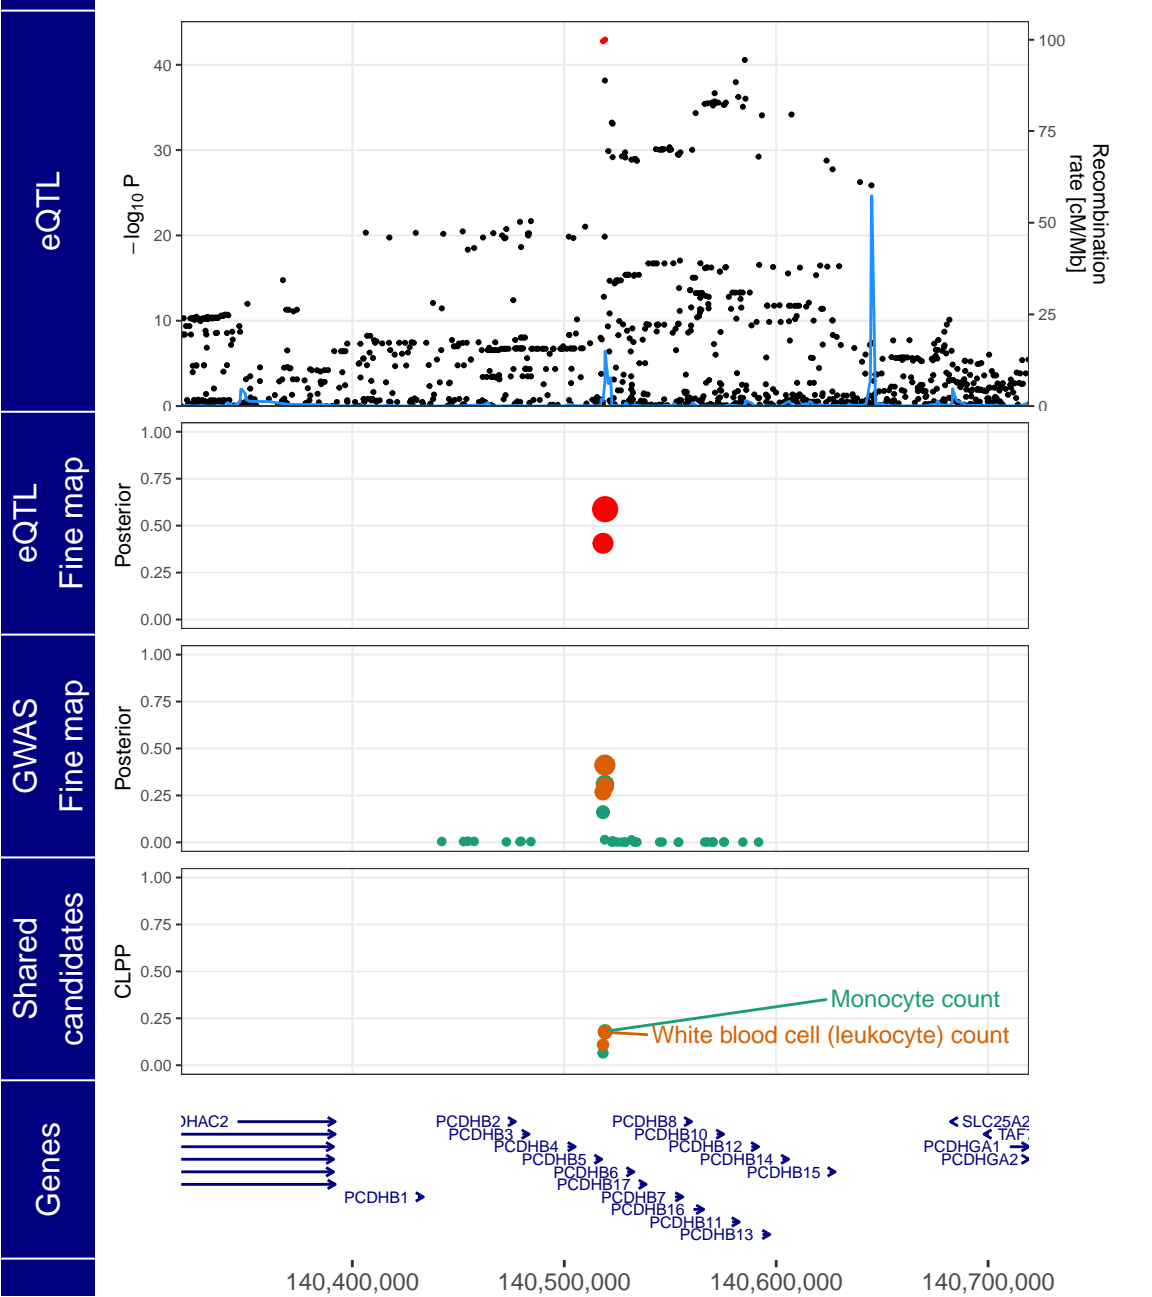 eQTL
−log10 P
40
30
20
10
0
100
75
50
25
0
Recombination
rate [cM/Mb]
eQTL
Fine map
Posterior
1.00
0.75
0.50
0.25
0.00
GWAS
Fine map
Posterior
1.00
0.75
0.50
0.25
0.00
Shared
candidates
CLPP
1.00
0.75
0.50
0.25
0.00
Monocyte count
White blood cell (leukocyte) count
Genes
DHAC2
PCDHB2
PCDHB8
SLC25A2
PCDHB3
PCDHB10
TAF7
PCDHB4
PCDHB12
PCDHGA1
PCDHB5
PCDHB14
PCDHGA2
PCDHB6
PCDHB15
PCDHB17
PCDHB1
PCDHB7
PCDHB16
PCDHB11
PCDHB13
140,400,000
140,500,000
140,600,000
140,700,000